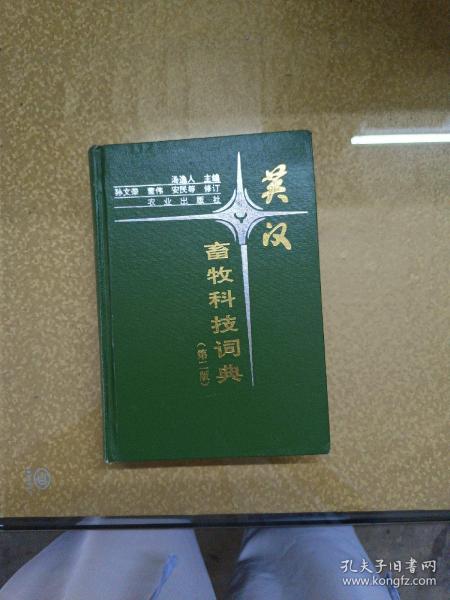 英汉
畜牧科技词典
（第二版）
汤逸人 主编
孙文荣 董伟 安民等 修订
农业出版社
孔夫子旧书网
www.kongfz.com